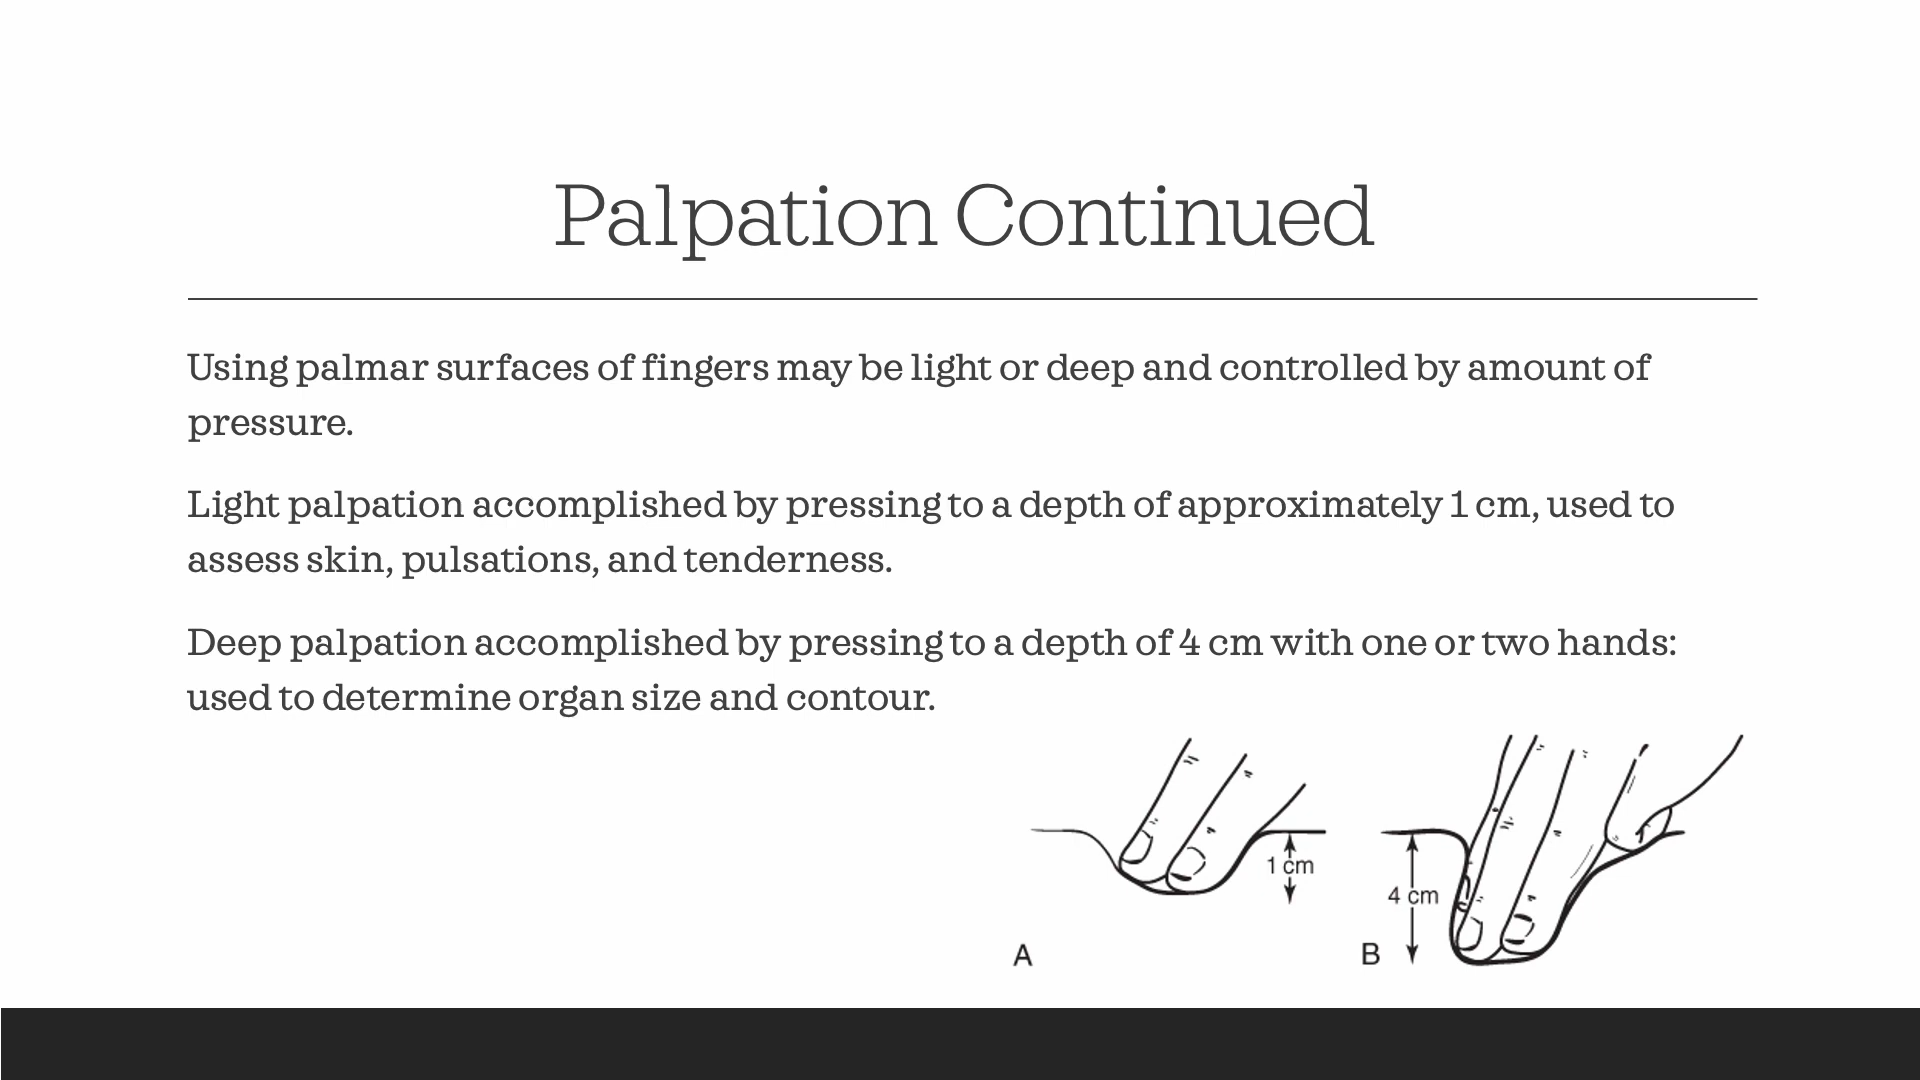 Palpation Continued
Using palmar surfaces of fingers may be light or deep and controlled by amount of
pressure.
Light palpation accomplished by pressing to a depth of approximately 1 cm, used to
assess skin, pulsations, and tenderness.
Deep palpation accomplished by pressing to a depth of 4 cm with one or two hands:
used to determine organ size and contour.
1 cm
4 cm
A
B